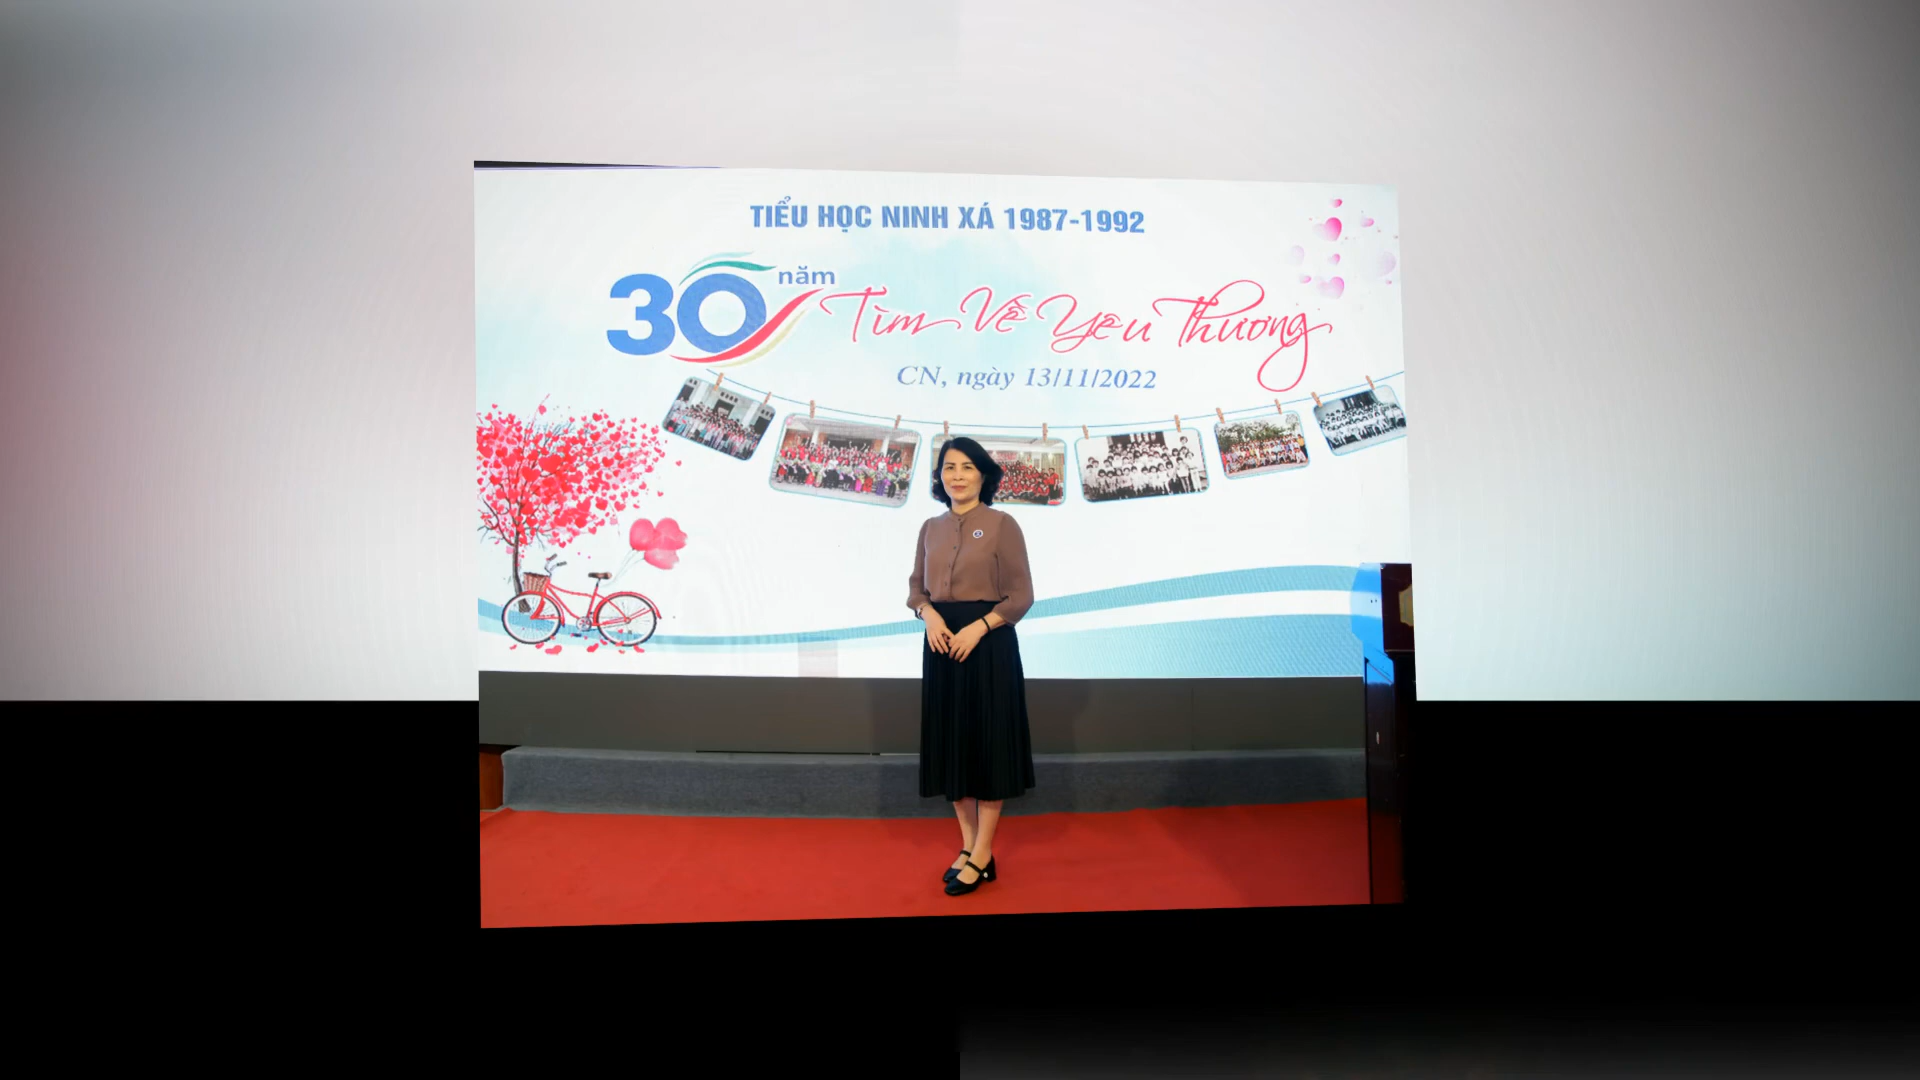 TIỂU HỌC NINH XÁ 1987-1992
30 năm Tìm Về Yêu Thương
CN, ngày 13/11/2022